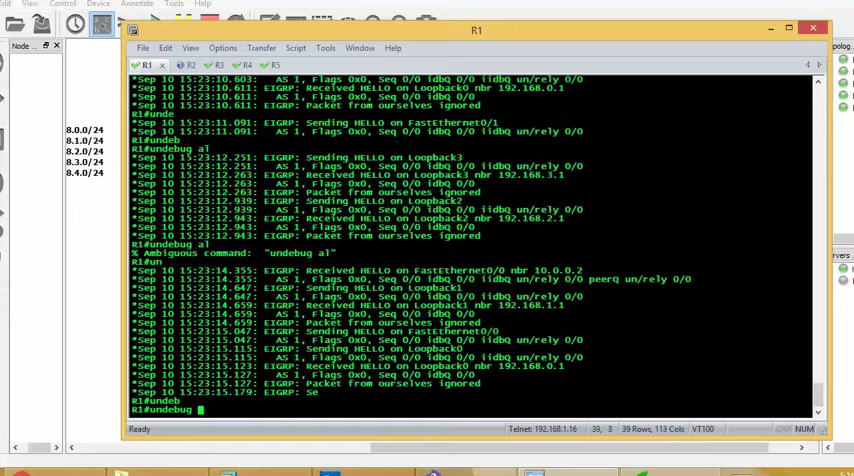 Edit View Control Device Annotate Tools Help
R1
Node ...
File Edit View Options Transfer Script Tools Window Help
R1 R2 R3 R4 R5
8.0.0/24
8.1.0/24
8.2.0/24
8.3.0/24
8.4.0/24
*Sep 10 15:23:10.603: AS 1, Flags 0x0, Seq 0/0 idbQ 0/0 iidbQ un/rely 0/0
*Sep 10 15:23:10.611: EIGRP: Received HELLO on Loopback0 nbr 192.168.0.1
*Sep 10 15:23:10.611: AS 1, Flags 0x0, Seq 0/0 idbQ 0/0
*Sep 10 15:23:10.611: EIGRP: Packet from ourselves ignored
R1#unde
*Sep 10 15:23:11.091: EIGRP: Sending HELLO on FastEthernet0/1
*Sep 10 15:23:11.091: AS 1, Flags 0x0, Seq 0/0 idbQ 0/0 iidbQ un/rely 0/0
R1#undeb
R1#undebug al
*Sep 10 15:23:12.251: EIGRP: Sending HELLO on Loopback3
*Sep 10 15:23:12.251: AS 1, Flags 0x0, Seq 0/0 idbQ 0/0 iidbQ un/rely 0/0
*Sep 10 15:23:12.263: EIGRP: Received HELLO on Loopback3 nbr 192.168.3.1
*Sep 10 15:23:12.263: AS 1, Flags 0x0, Seq 0/0 idbQ 0/0
*Sep 10 15:23:12.263: EIGRP: Packet from ourselves ignored
*Sep 10 15:23:12.939: EIGRP: Sending HELLO on Loopback2
*Sep 10 15:23:12.939: AS 1, Flags 0x0, Seq 0/0 idbQ 0/0 iidbQ un/rely 0/0
*Sep 10 15:23:12.943: EIGRP: Received HELLO on Loopback2 nbr 192.168.2.1
*Sep 10 15:23:12.943: AS 1, Flags 0x0, Seq 0/0 idbQ 0/0
*Sep 10 15:23:12.943: EIGRP: Packet from ourselves ignored
R1#undebug al
% Ambiguous command: "undebug al"
R1#un
*Sep 10 15:23:14.355: EIGRP: Received HELLO on FastEthernet0/0 nbr 10.0.0.2
*Sep 10 15:23:14.355: AS 1, Flags 0x0, Seq 0/0 idbQ 0/0 iidbQ un/rely 0/0 peerQ un/rely 0/0
*Sep 10 15:23:14.647: EIGRP: Sending HELLO on Loopback1
*Sep 10 15:23:14.647: AS 1, Flags 0x0, Seq 0/0 idbQ 0/0 iidbQ un/rely 0/0
*Sep 10 15:23:14.659: EIGRP: Received HELLO on Loopback1 nbr 192.168.1.1
*Sep 10 15:23:14.659: AS 1, Flags 0x0, Seq 0/0 idbQ 0/0
*Sep 10 15:23:14.659: EIGRP: Packet from ourselves ignored
*Sep 10 15:23:15.047: EIGRP: Sending HELLO on FastEthernet0/0
*Sep 10 15:23:15.047: AS 1, Flags 0x0, Seq 0/0 idbQ 0/0 iidbQ un/rely 0/0
*Sep 10 15:23:15.115: EIGRP: Sending HELLO on Loopback0
*Sep 10 15:23:15.115: AS 1, Flags 0x0, Seq 0/0 idbQ 0/0 iidbQ un/rely 0/0
*Sep 10 15:23:15.123: EIGRP: Received HELLO on Loopback0 nbr 192.168.0.1
*Sep 10 15:23:15.127: AS 1, Flags 0x0, Seq 0/0 idbQ 0/0
*Sep 10 15:23:15.127: EIGRP: Packet from ourselves ignored
*Sep 10 15:23:15.179: EIGRP: Se
R1#undeb
R1#undebug
Ready Telnet: 192.168.1.16 39, 3 39 Rows, 113 Cols VT100 CAP NUM